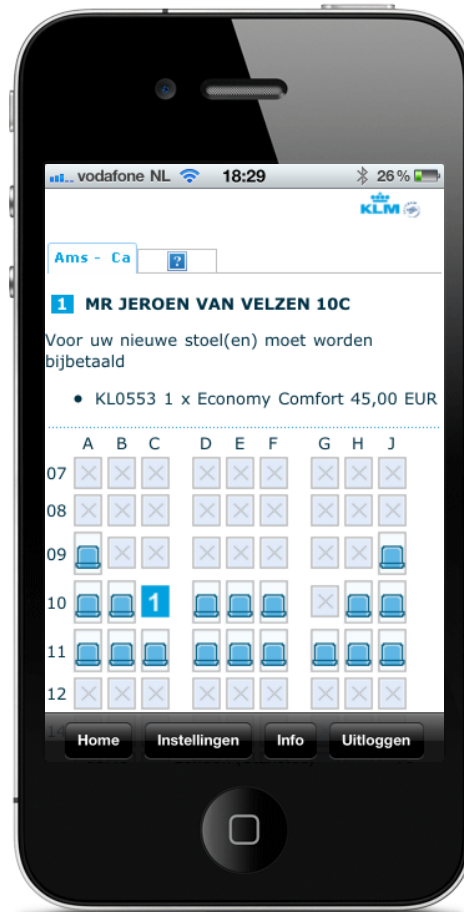 vodafone NL 18:29 26%
KLM
Ams - Ca ?
1 MR JEROEN VAN VELZEN 10C
Voor uw nieuwe stoel(en) moet worden
bijbetaald
• KL0553 1 x Economy Comfort 45,00 EUR
A B C D E F G H J
07
08
09
10 1
11
12
14
Home Instellingen Info Uitloggen